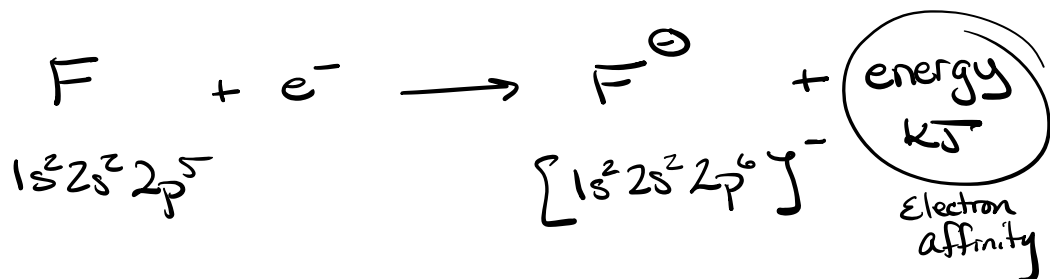 F + e⁻ ⟶ F⊖ + energy
kJ
1s²2s²2p⁵ [1s²2s²2p⁶]⁻
Electron
affinity